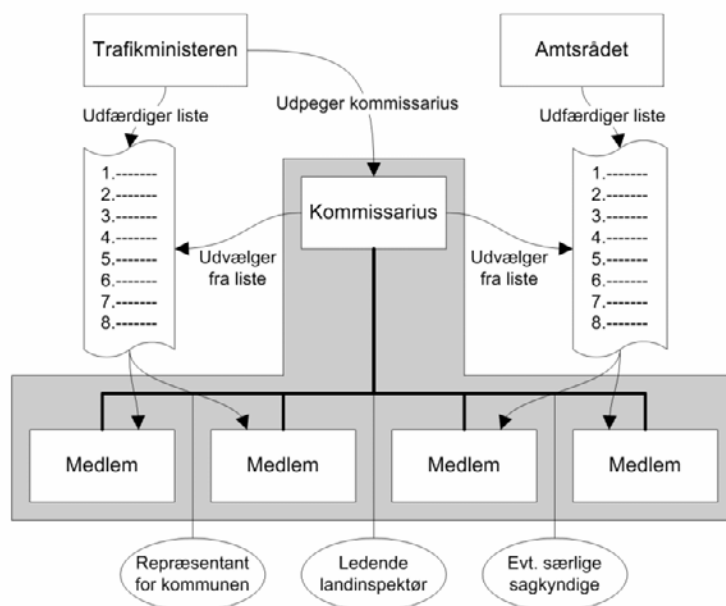 Trafikministeren
Amtsrådet
Udpeger kommissarius
Udfærdiger liste
Udfærdiger liste
1.-------
2.-------
3.-------
4.-------
5.-------
6.-------
7.-------
8.-------
Kommissarius
1.-------
2.-------
3.-------
4.-------
5.-------
6.-------
7.-------
8.-------
Udvælger
fra liste
Udvælger
fra liste
Medlem
Medlem
Medlem
Medlem
Repræsentant
for kommunen
Ledende
landinspektør
Evt. særlige
sagkyndige